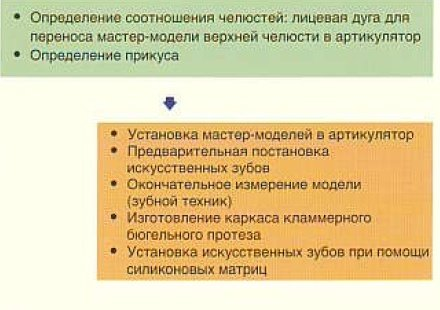 • Определение соотношения челюстей: лицевая дуга для
переноса мастер-модели верхней челюсти в артикулятор
• Определение прикуса
• Установка мастер-моделей в артикулятор
• Предварительная постановка
искусственных зубов
• Окончательное измерение модели
(зубной техник)
• Изготовление каркаса кламмерного
бюгельного протеза
• Установка искусственных зубов при помощи
силиконовых матриц